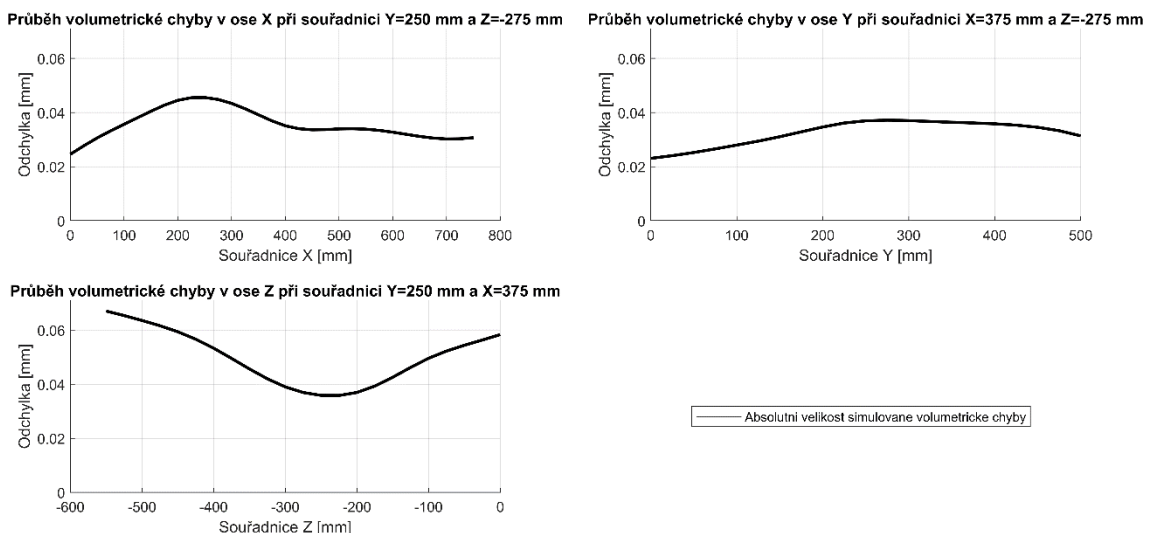 Průběh volumetrické chyby v ose X při souřadnici Y=250 mm a Z=-275 mm
Odchylka [mm]
0.06
0.04
0.02
0
0 100 200 300 400 500 600 700 800
Souřadnice X [mm]
Průběh volumetrické chyby v ose Y při souřadnici X=375 mm a Z=-275 mm
Odchylka [mm]
0.06
0.04
0.02
0
0 100 200 300 400 500
Souřadnice Y [mm]
Průběh volumetrické chyby v ose Z při souřadnici Y=250 mm a X=375 mm
Odchylka [mm]
0.06
0.04
0.02
0
-600 -500 -400 -300 -200 -100 0
Souřadnice Z [mm]
Absolutni velikost simulovane volumetricke chyby